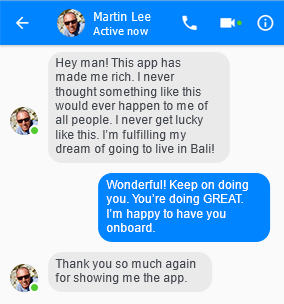 Martin Lee
Active now
Hey man! This app has
made me rich. I never
thought something like this
would ever happen to me of
all people. I never get lucky
like this. I'm fulfilling my
dream of going to live in Bali!
Wonderful! Keep on doing
you. You're doing GREAT.
I'm happy to have you
onboard.
Thank you so much again
for showing me the app.